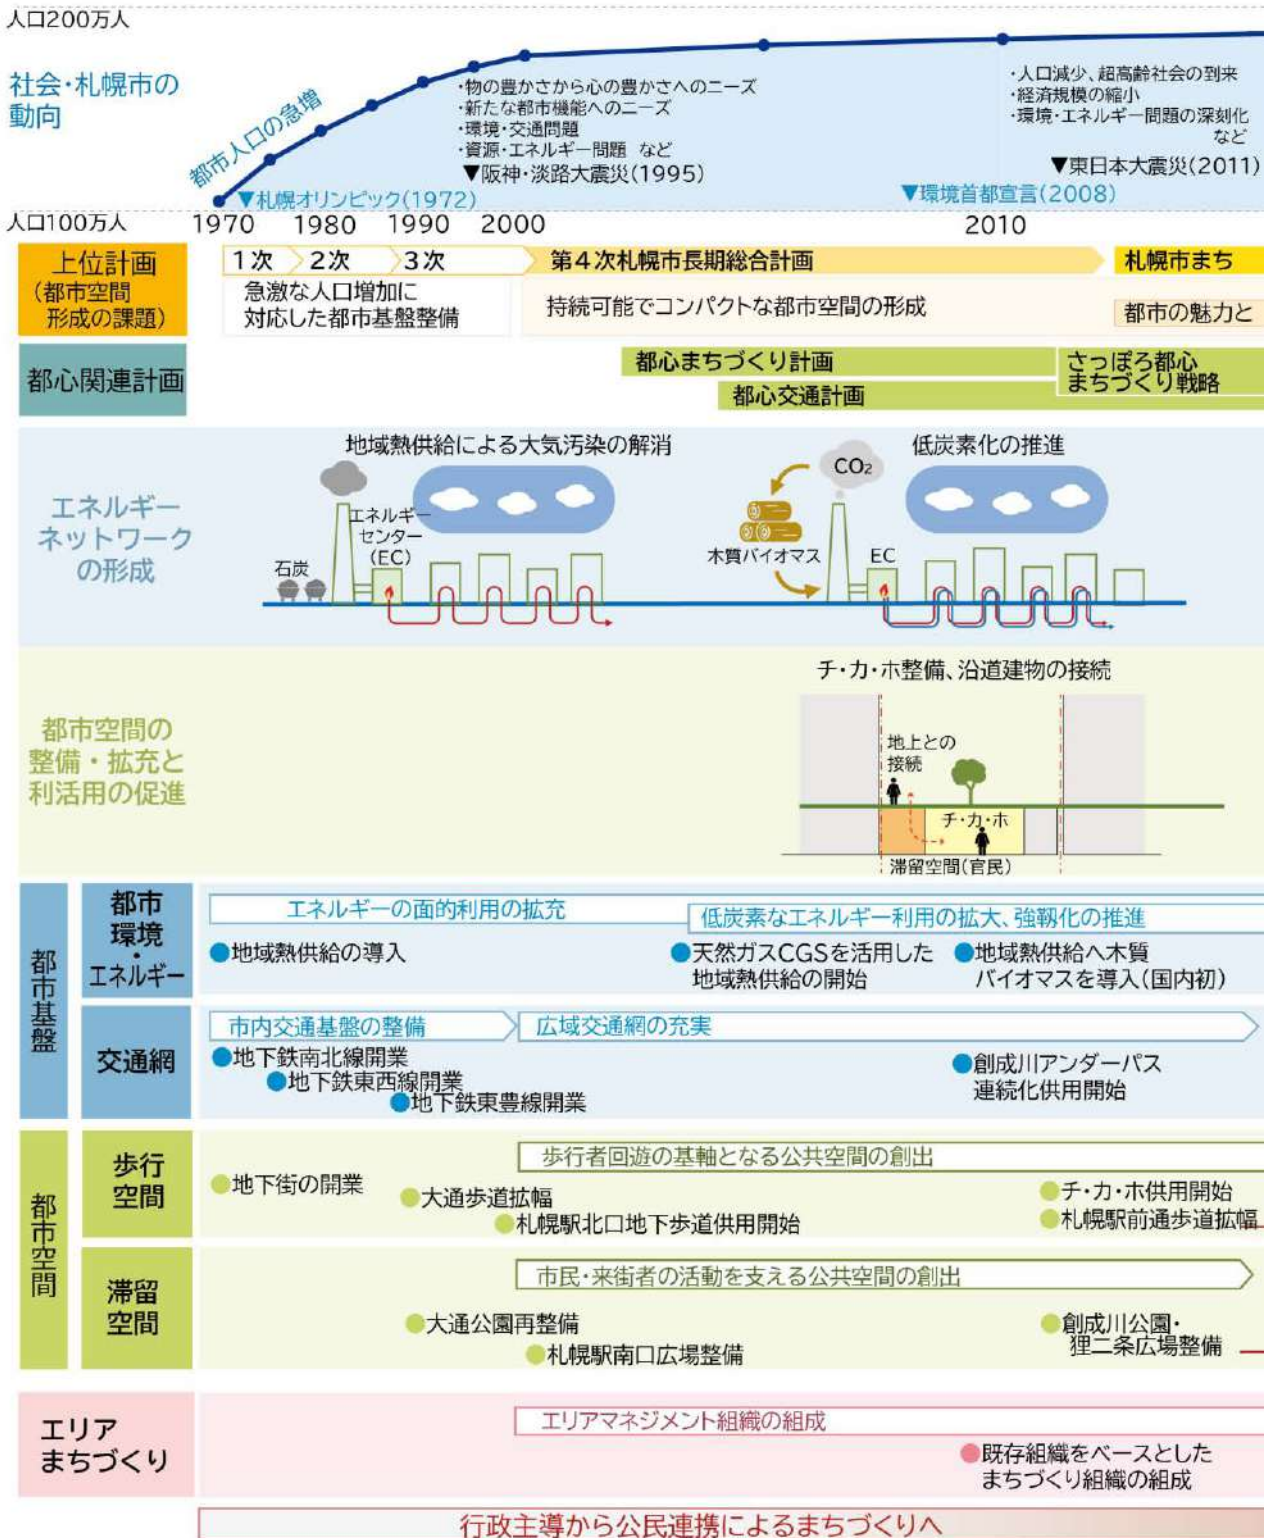 人口200万人
社会・札幌市の
動向
都市人口の急増
・物の豊かさから心の豊かさへのニーズ
・新たな都市機能へのニーズ
・環境・交通問題
・資源・エネルギー問題 など
▼阪神・淡路大震災(1995)
・人口減少、超高齢社会の到来
・経済規模の縮小
・環境・エネルギー問題の深刻化
など
▼東日本大震災(2011)
▼札幌オリンピック(1972)
▼環境首都宣言(2008)
人口100万人
1970 1980 1990 2000 2010
上位計画
(都市空間
形成の課題)
1次 2次 3次
第4次札幌市長期総合計画
札幌市まち
急激な人口増加に
対応した都市基盤整備
持続可能でコンパクトな都市空間の形成
都市の魅力と
都心関連計画
都心まちづくり計画
都心交通計画
さっぽろ都心
まちづくり戦略
エネルギー
ネットワーク
の形成
地域熱供給による大気汚染の解消
石炭
エネルギー
センター
(EC)
低炭素化の推進
CO₂
木質バイオマス
EC
都市空間の
整備・拡充と
利活用の促進
チ・カ・ホ整備、沿道建物の接続
地上との
接続
チ・カ・ホ
滞留空間(官民)
都市基盤
都市
環境
・
エネルギー
エネルギーの面的利用の拡充
低炭素なエネルギー利用の拡大、強靱化の推進
●地域熱供給の導入
●天然ガスCGSを活用した
地域熱供給の開始
●地域熱供給へ木質
バイオマスを導入(国内初)
交通網
市内交通基盤の整備
広域交通網の充実
●地下鉄南北線開業
●地下鉄東西線開業
●地下鉄東豊線開業
●創成川アンダーパス
連続化供用開始
都市空間
歩行
空間
歩行者回遊の基軸となる公共空間の創出
●地下街の開業
●大通歩道拡幅
●札幌駅北口地下歩道供用開始
●チ・カ・ホ供用開始
●札幌駅前通歩道拡幅
滞留
空間
市民・来街者の活動を支える公共空間の創出
●大通公園再整備
●札幌駅南口広場整備
●創成川公園・
狸二条広場整備
エリア
まちづくり
エリアマネジメント組織の組成
●既存組織をベースとした
まちづくり組織の組成
行政主導から公民連携によるまちづくりへ